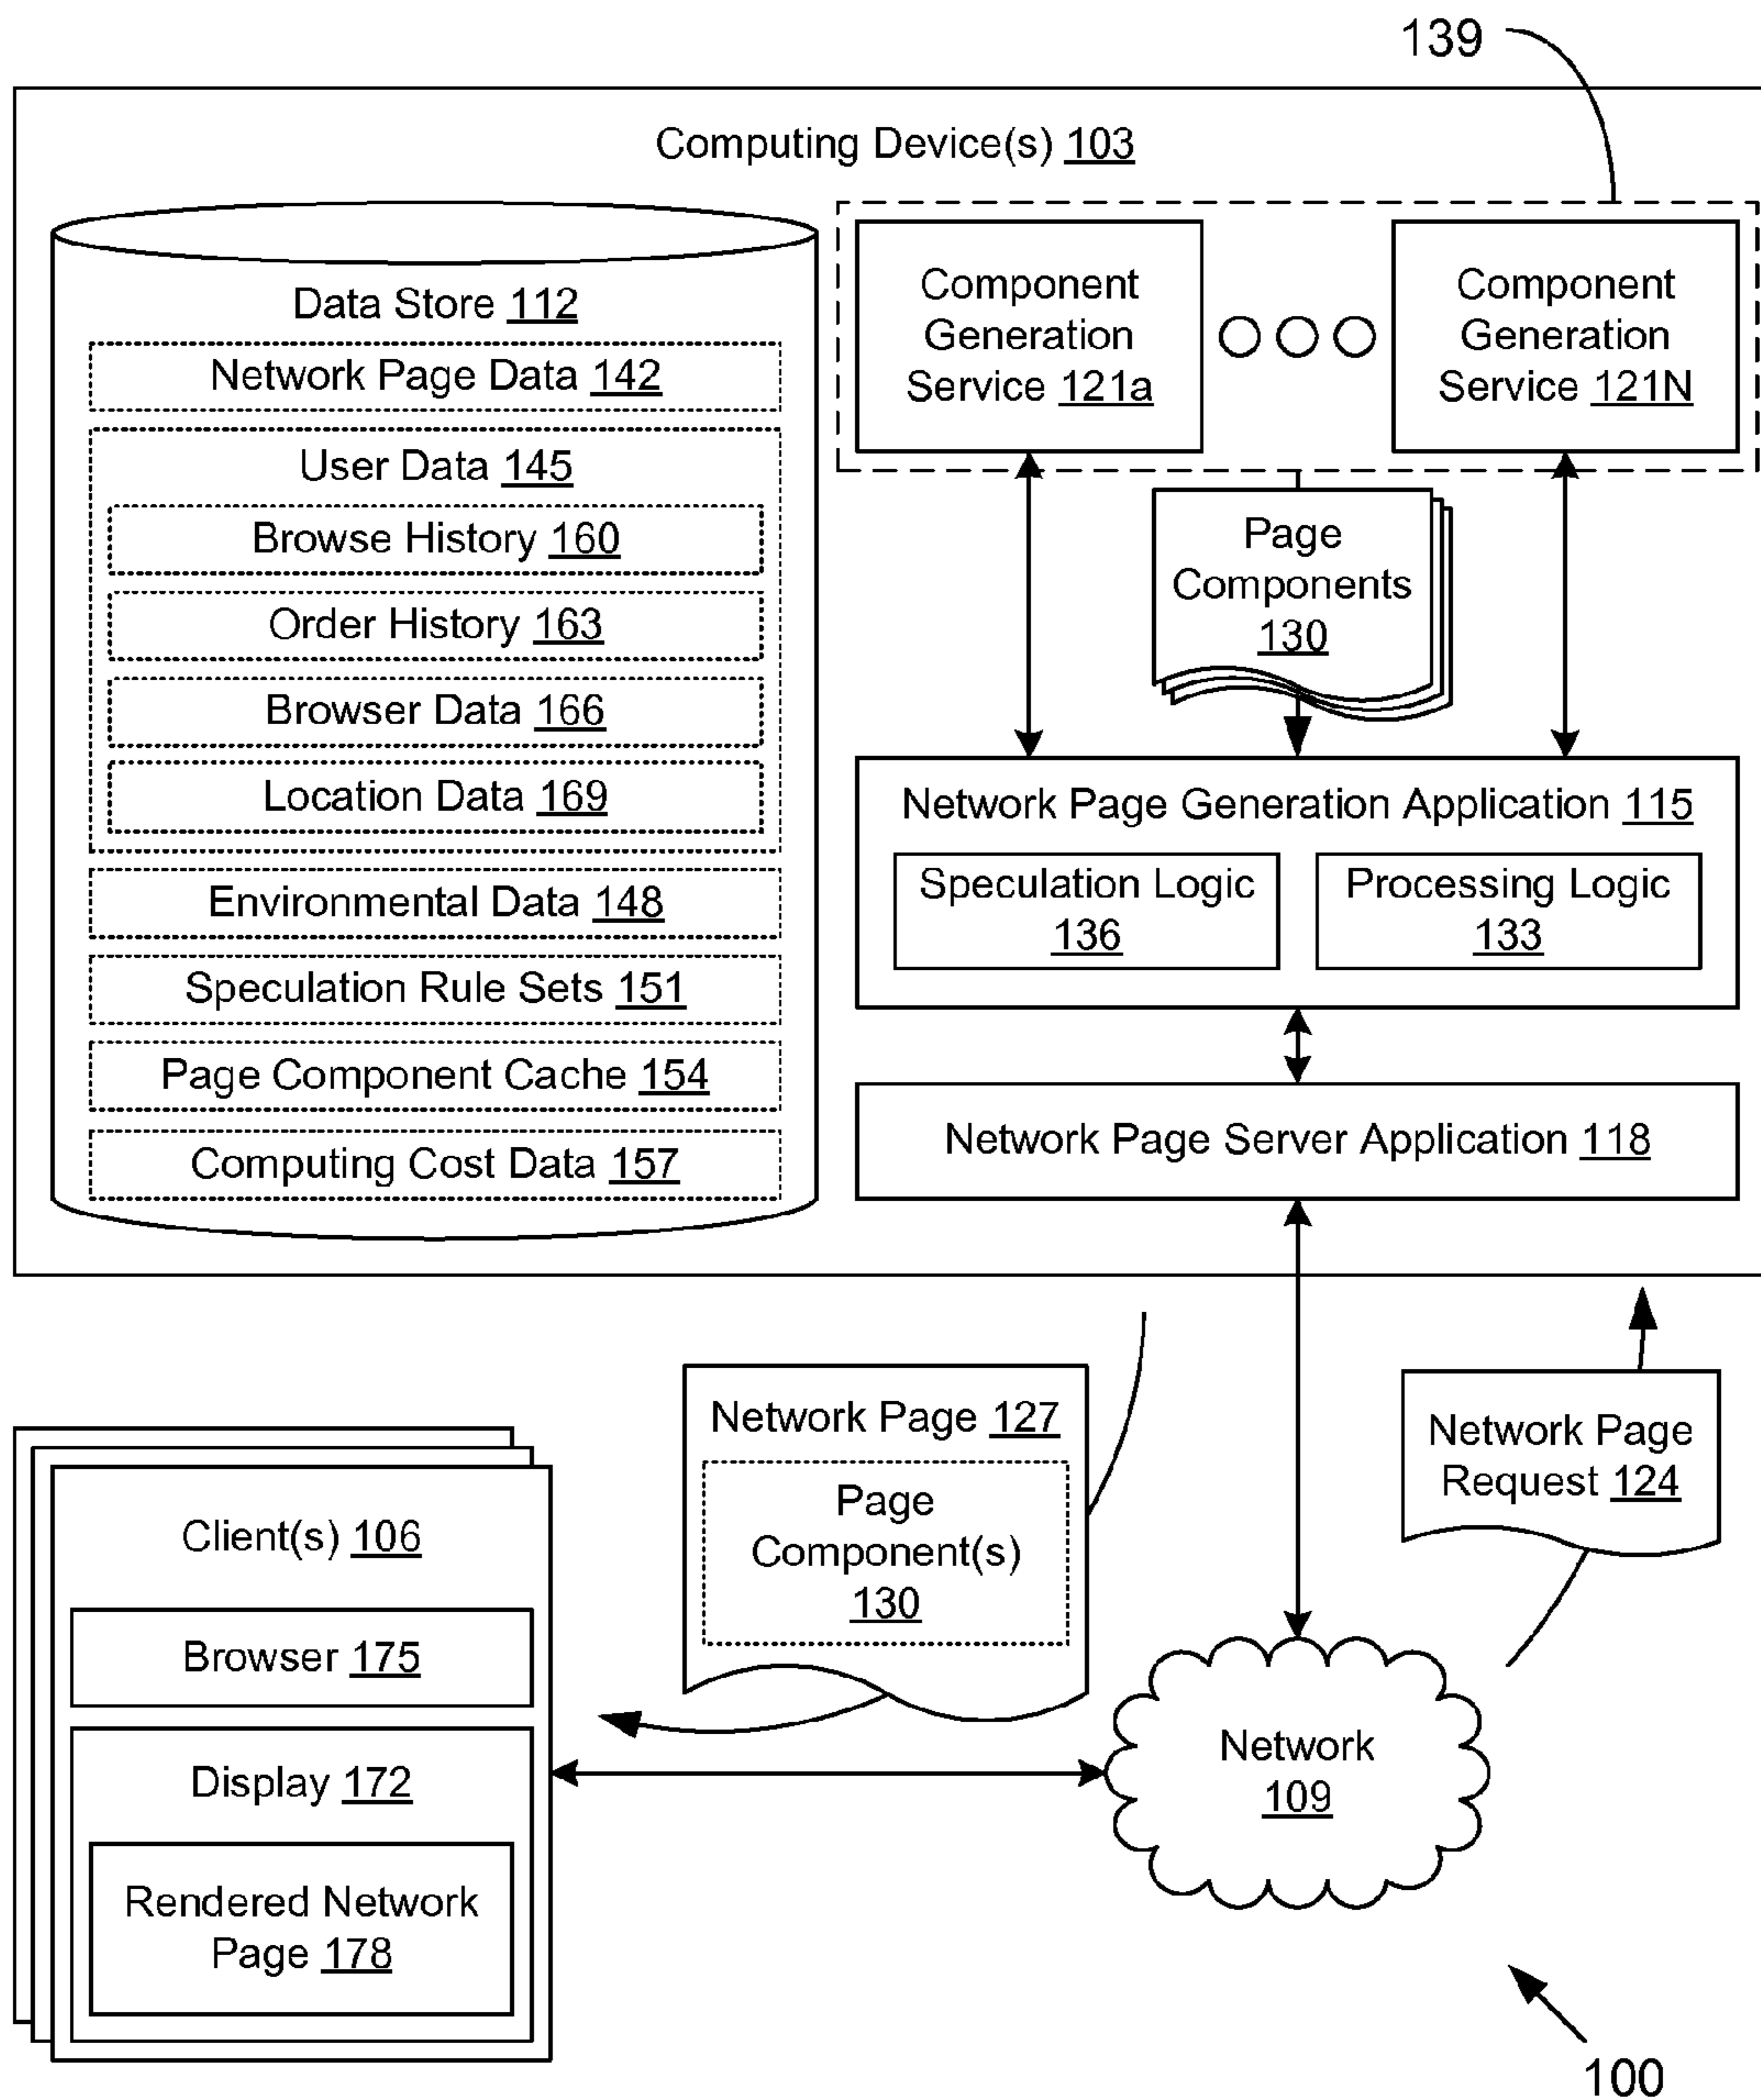 139
Computing Device(s) 103
Data Store 112
Network Page Data 142
User Data 145
Browse History 160
Order History 163
Browser Data 166
Location Data 169
Environmental Data 148
Speculation Rule Sets 151
Page Component Cache 154
Computing Cost Data 157
Component
Generation
Service 121a
Component
Generation
Service 121N
Page
Components
130
Network Page Generation Application 115
Speculation Logic
136
Processing Logic
133
Network Page Server Application 118
Network Page 127
Page
Component(s)
130
Network Page
Request 124
Client(s) 106
Browser 175
Display 172
Rendered Network
Page 178
Network
109
100